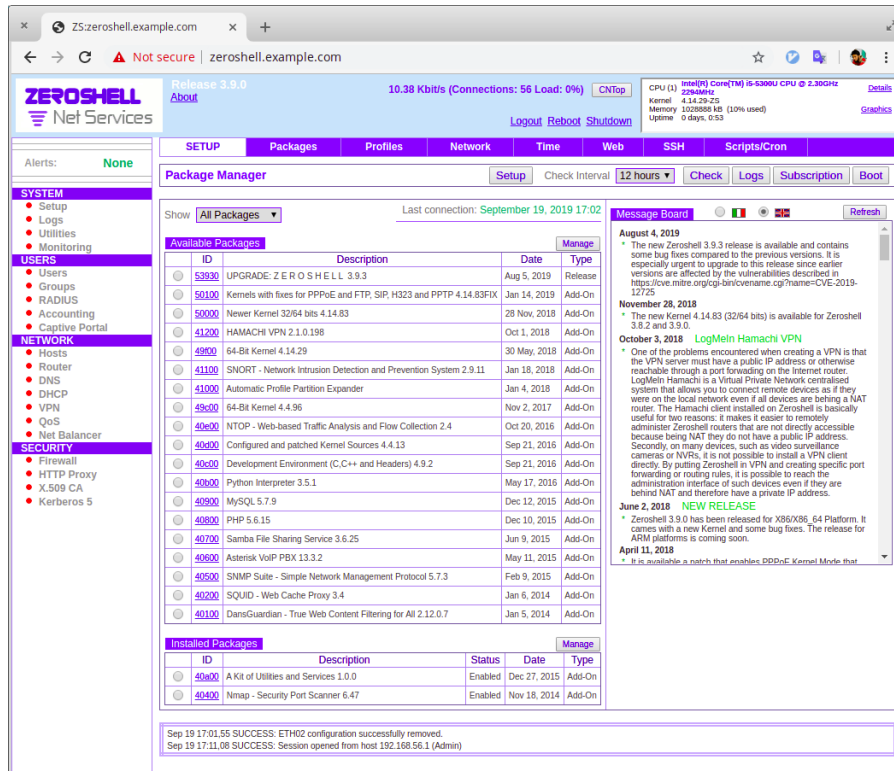 ZS:zeroshell.example.com
Not secure | zeroshell.example.com
ZEROSHELL
Net Services
Release 3.9.0
About
10.38 Kbit/s (Connections: 56 Load: 0%) CNTop
Logout Reboot Shutdown
CPU (1) Intel(R) Core(TM) i5-5300U CPU @ 2.30GHz
2294MHz
Details
Kernel 4.14.29-ZS
Memory 1028888 kB (10% used)
Graphics
Uptime 0 days, 0:53
Alerts: None
SYSTEM
Setup
Logs
Utilities
Monitoring
USERS
Users
Groups
RADIUS
Accounting
Captive Portal
NETWORK
Hosts
Router
DNS
DHCP
VPN
QoS
Net Balancer
SECURITY
Firewall
HTTP Proxy
X.509 CA
Kerberos 5
SETUP Packages Profiles Network Time Web SSH Scripts/Cron
Package Manager Setup Check Interval 12 hours Check Logs Subscription Boot
Show All Packages Last connection: September 19, 2019 17:02
Available Packages Manage
ID Description Date Type
53930 UPGRADE: Z E R O S H E L L 3.9.3 Aug 5, 2019 Release
50100 Kernels with fixes for PPPoE and FTP, SIP, H323 and PPTP 4.14.83FIX Jan 14, 2019 Add-On
50000 Newer Kernel 32/64 bits 4.14.83 28 Nov, 2018 Add-On
41200 HAMACHI VPN 2.1.0.198 Oct 1, 2018 Add-On
49f00 64-Bit Kernel 4.14.29 30 May, 2018 Add-On
41100 SNORT - Network Intrusion Detection and Prevention System 2.9.11 Jan 18, 2018 Add-On
41000 Automatic Profile Partition Expander Jan 4, 2018 Add-On
49c00 64-Bit Kernel 4.4.96 Nov 2, 2017 Add-On
40e00 NTOP - Web-based Traffic Analysis and Flow Collection 2.4 Oct 20, 2016 Add-On
40d00 Configured and patched Kernel Sources 4.4.13 Sep 21, 2016 Add-On
40c00 Development Environment (C,C++ and Headers) 4.9.2 Sep 21, 2016 Add-On
40b00 Python Interpreter 3.5.1 May 17, 2016 Add-On
40900 MySQL 5.7.9 Dec 12, 2015 Add-On
40800 PHP 5.6.15 Dec 10, 2015 Add-On
40700 Samba File Sharing Service 3.6.25 Jun 9, 2015 Add-On
40600 Asterisk VoIP PBX 13.3.2 May 11, 2015 Add-On
40500 SNMP Suite - Simple Network Management Protocol 5.7.3 Feb 9, 2015 Add-On
40200 SQUID - Web Cache Proxy 3.4 Jan 6, 2014 Add-On
40100 DansGuardian - True Web Content Filtering for All 2.12.0.7 Jan 5, 2014 Add-On
Installed Packages Manage
ID Description Status Date Type
40a00 A Kit of Utilities and Services 1.0.0 Enabled Dec 27, 2015 Add-On
40400 Nmap - Security Port Scanner 6.47 Enabled Nov 18, 2014 Add-On
Message Board Refresh
August 4, 2019
* The new Zeroshell 3.9.3 release is available and contains
some bug fixes compared to the previous versions. It is
especially urgent to upgrade to this release since earlier
versions are affected by the vulnerabilities described in
https://cve.mitre.org/cgi-bin/cvename.cgi?name=CVE-2019-
12725
November 28, 2018
* The new Kernel 4.14.83 (32/64 bits) is available for Zeroshell
3.8.2 and 3.9.0.
October 3, 2018 LogMeIn Hamachi VPN
* One of the problems encountered when creating a VPN is that
the VPN server must have a public IP address or otherwise
reachable through a port forwading on the Internet router.
LogMeIn Hamachi is a Virtual Private Network centralised
system that allows you to connect remote devices as if they
were on the local network even if all devices are behing a NAT
router. The Hamachi client installed on Zeroshell is basically
useful for two reasons: it makes it easier to remotely
administer Zeroshell routers that are not directly accessible
because being NAT they do not have a public IP address.
Secondly, on many devices, such as video surveillance
cameras or NVRs, it is not possible to install a VPN client
directly. By putting Zeroshell in VPN and creating specific port
forwarding or routing rules, it is possible to reach the
administration interface of such devices even if they are
behind NAT and therefore have a private IP address.
June 2, 2018 NEW RELEASE
* Zeroshell 3.9.0 has been released for X86/X86_64 Platform. It
cames with a new Kernel and some bug fixes. The release for
ARM platforms is coming soon.
April 11, 2018
* It is available a patch that enables PPPoE Kernel Mode that
Sep 19 17:01,55 SUCCESS: ETH02 configuration successfully removed.
Sep 19 17:11,08 SUCCESS: Session opened from host 192.168.56.1 (Admin)